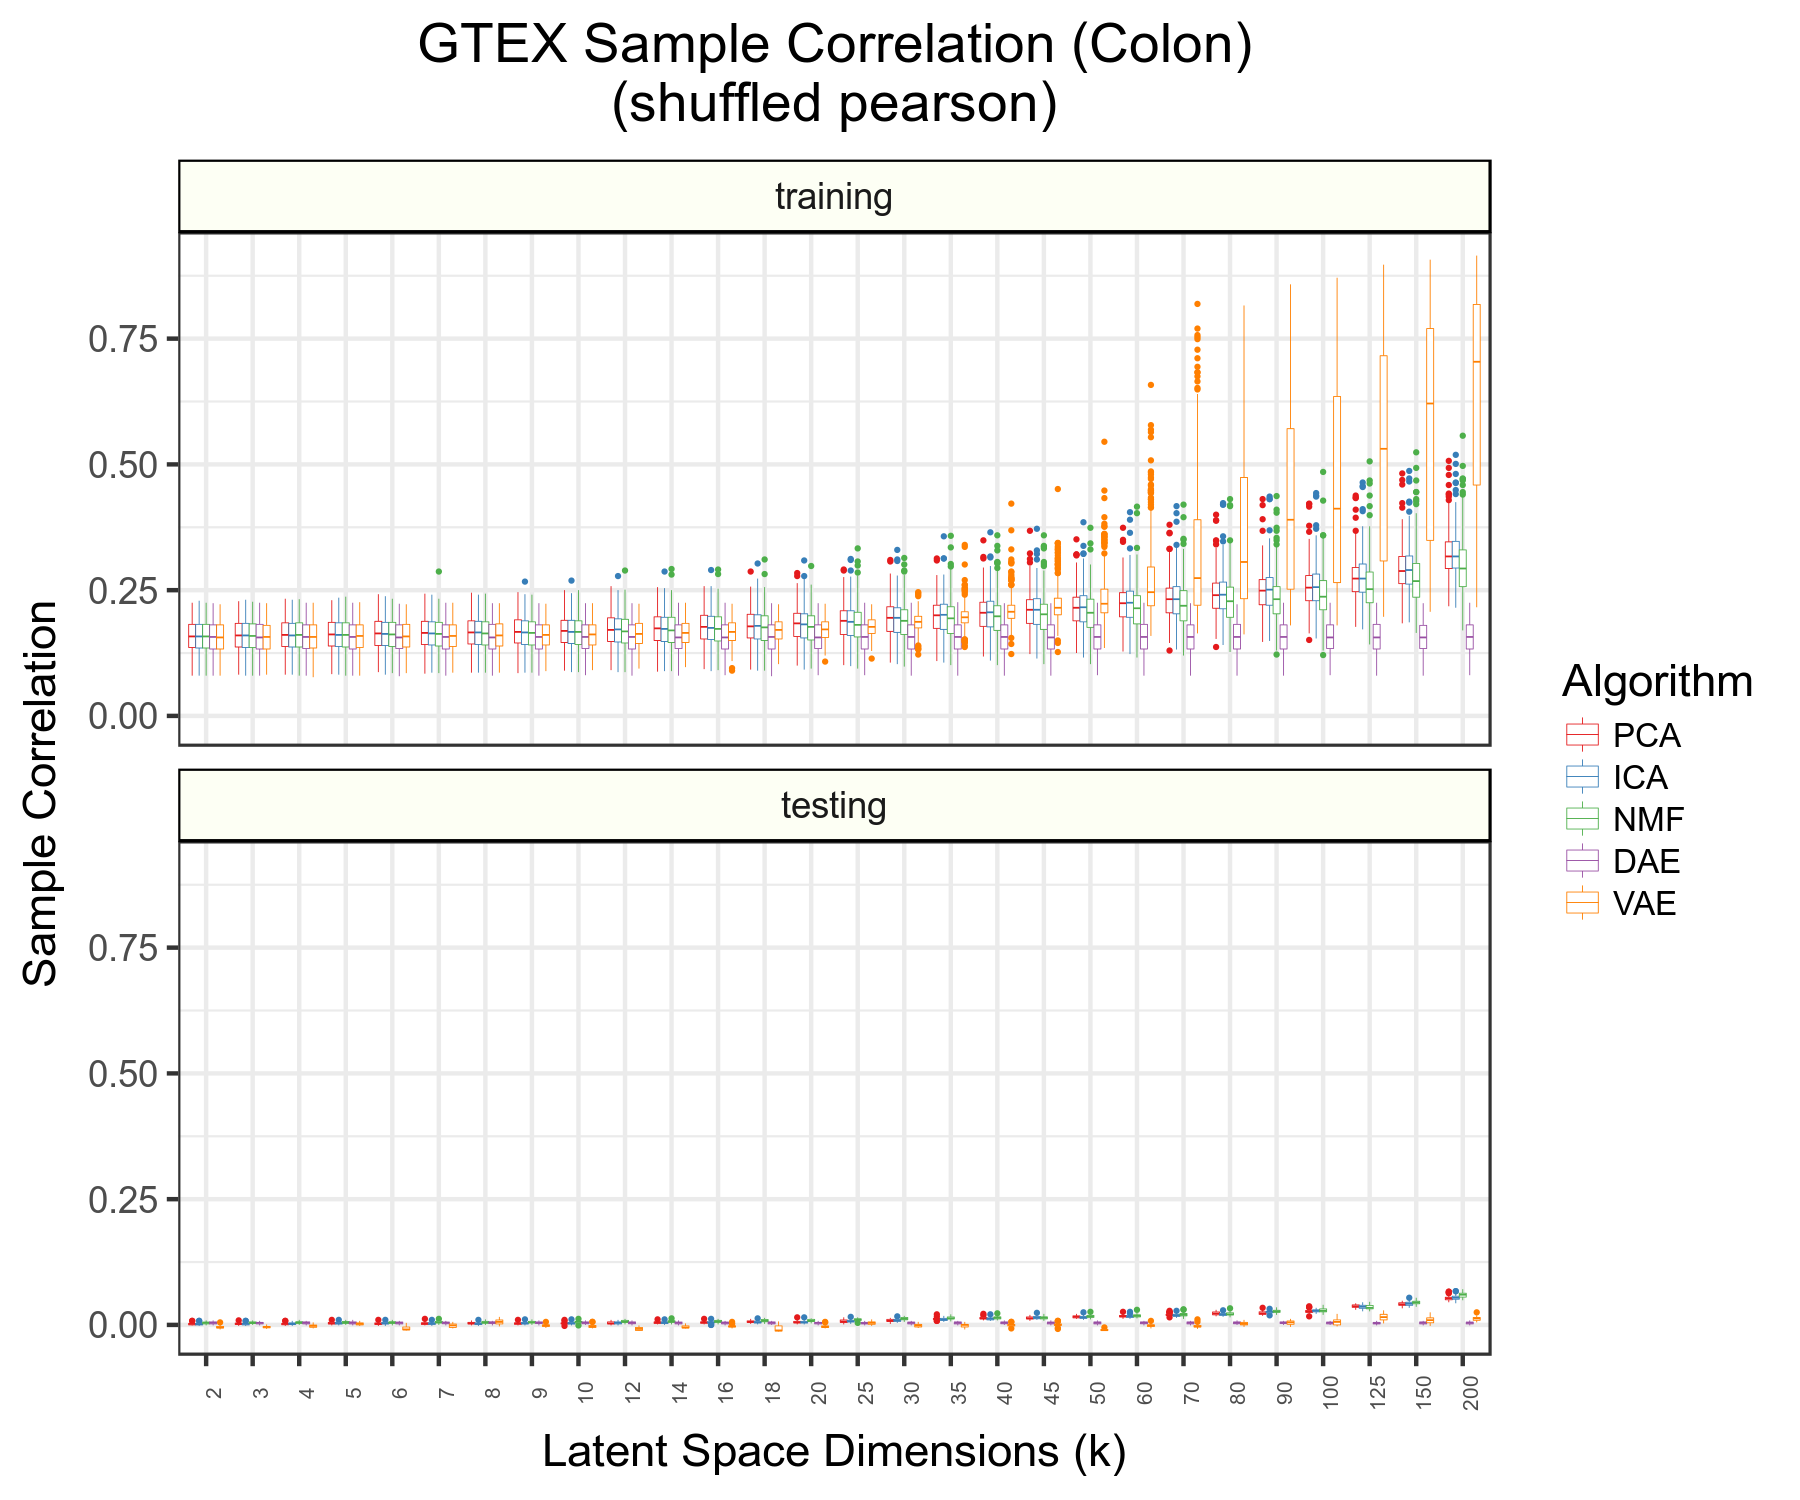 GTEX Sample Correlation (Colon)
(shuffled pearson)
training
0.75
0.50
0.25
0.00
testing
0.75
0.50
0.25
0.00
Sample Correlation
2 3 4 5 6 7 8 9 10 12 14 16 18 20 25 30 35 40 45 50 60 70 80 90 100 125 150 200
Latent Space Dimensions (k)
Algorithm
PCA
ICA
NMF
DAE
VAE